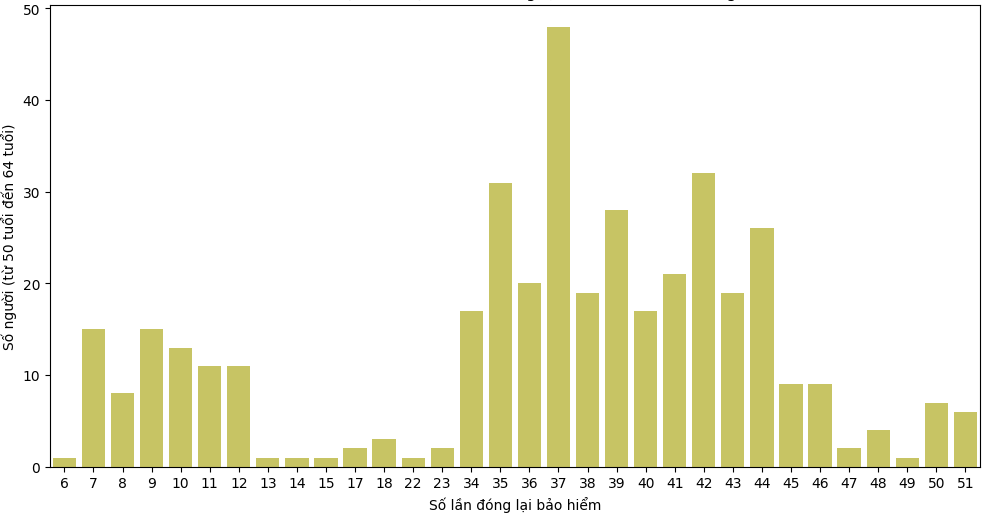 50
40
30
20
10
0
Số người (từ 50 tuổi đến 64 tuổi)
6 7 8 9 10 11 12 13 14 15 17 18 22 23 34 35 36 37 38 39 40 41 42 43 44 45 46 47 48 49 50 51
Số lần đóng lại bảo hiểm